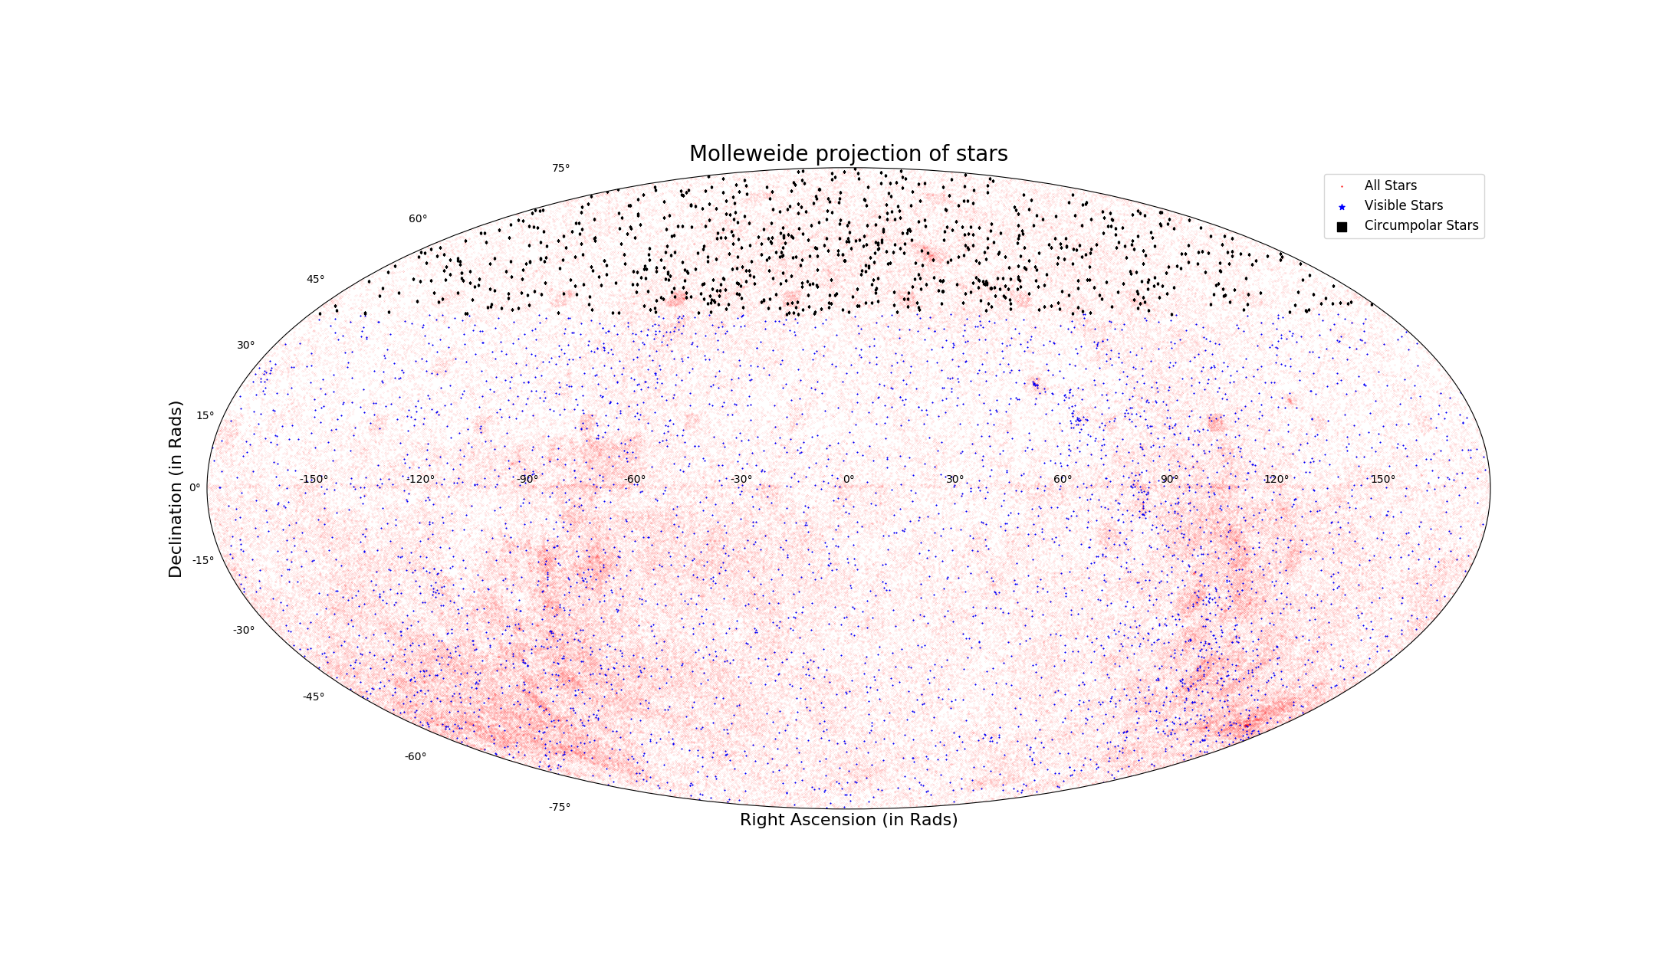 Molleweide projection of stars
75°
All Stars
Visible Stars
Circumpolar Stars
60°
45°
30°
15°
-150° -120° -90° -60° -30° 0° 30° 60° 90° 120° 150°
0°
-15°
-30°
-45°
-60°
-75°
Declination (in Rads)
Right Ascension (in Rads)